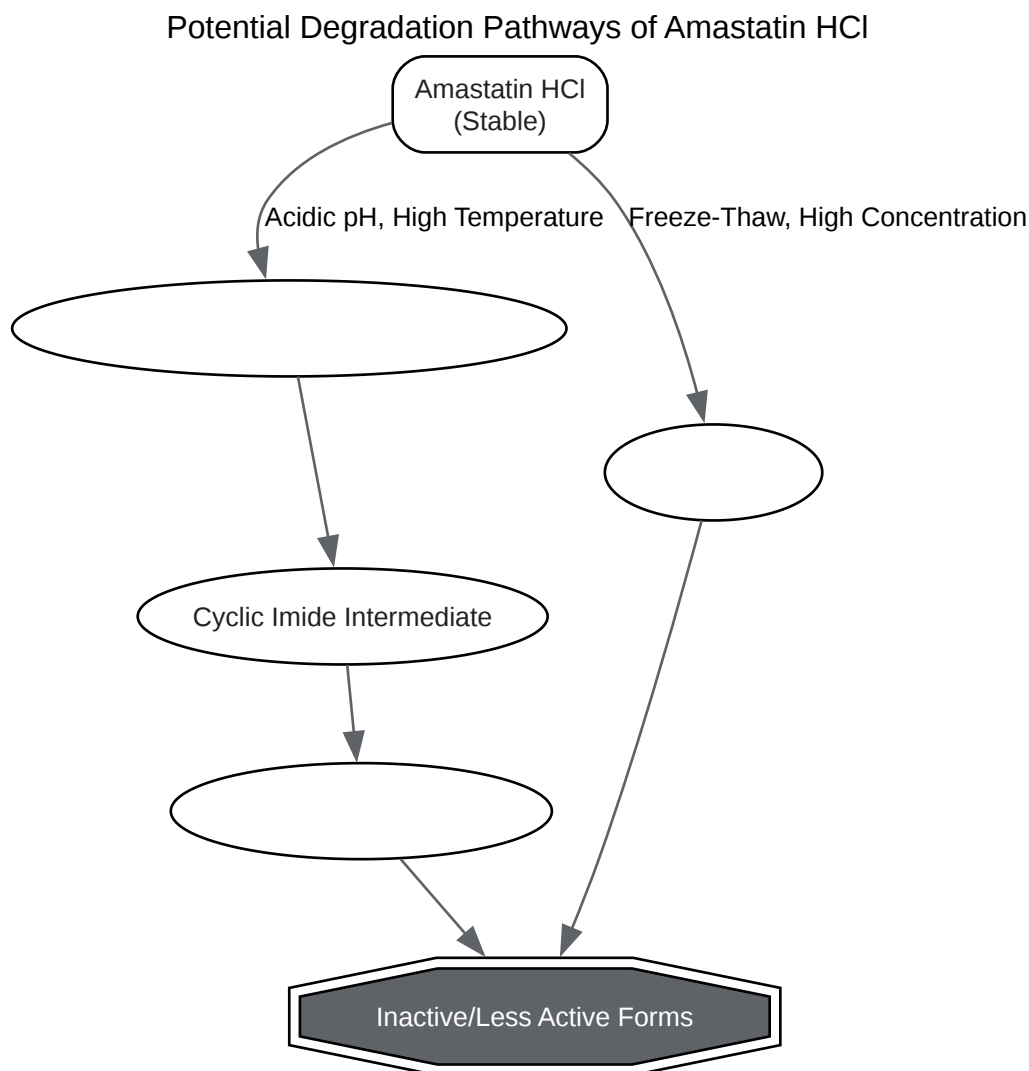 Potential Degradation Pathways of Amastatin HCl
Amastatin HCl
(Stable)
Acidic pH, High Temperature
Freeze-Thaw, High Concentration
Cyclic Imide Intermediate
Inactive/Less Active Forms